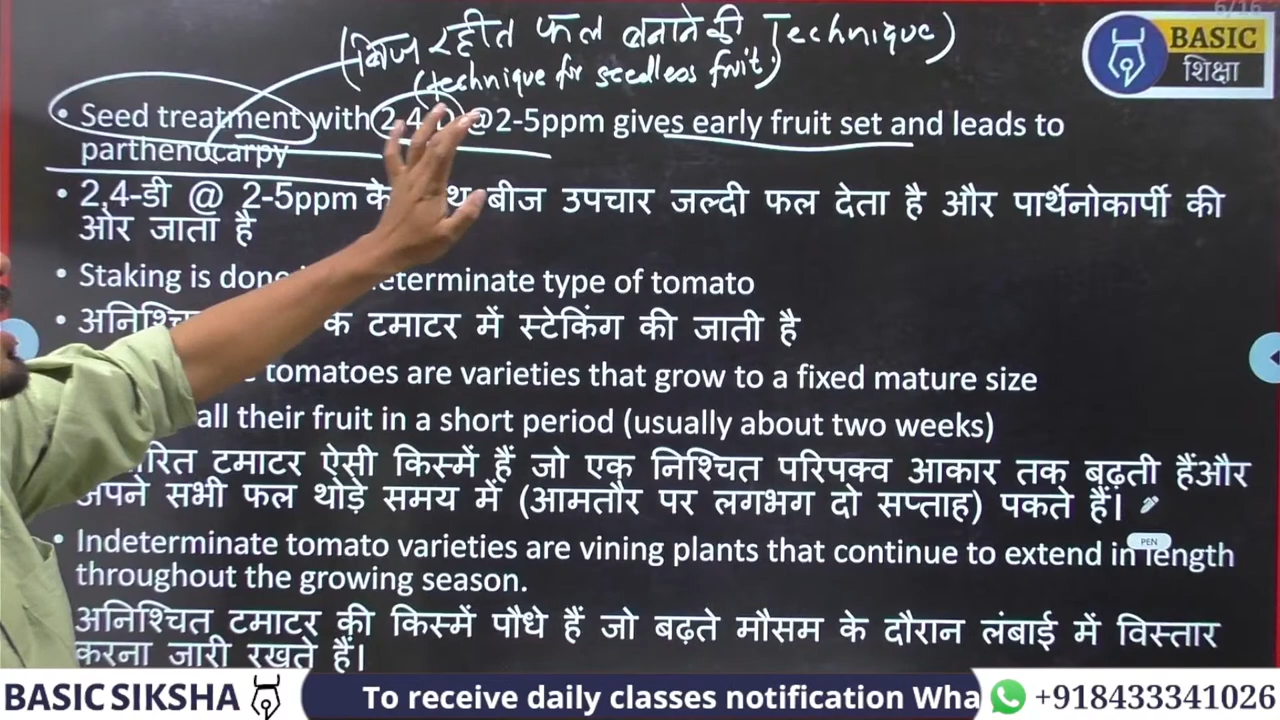 6/16
(बिज रहीत फल बनाने की Technique)
(technique for seedless fruit)
BASIC
शिक्षा
• Seed treatment with 2,4 D @2-5ppm gives early fruit set and leads to
parthenocarpy
• 2,4-डी @ 2-5ppm के बीज उपचार जल्दी फल देता है और पार्थेनोकार्पी की
ओर जाता है
• Staking is done determinate type of tomato
• टमाटर में स्टेकिंग की जाती है
tomatoes are varieties that grow to a fixed mature size
all their fruit in a short period (usually about two weeks)
टमाटर ऐसी किस्में हैं जो एक निश्चित परिपक्व आकार तक बढ़ती हैंऔर
अपने सभी फल थोड़े समय में (आमतौर पर लगभग दो सप्ताह) पकते हैं।
PEN
• Indeterminate tomato varieties are vining plants that continue to extend in length
throughout the growing season.
अनिश्चित टमाटर की किस्में पौधे हैं जो बढ़ते मौसम के दौरान लंबाई में विस्तार
करना जारी रखते हैं।
BASIC SIKSHA To receive daily classes notification Wha +918433341026